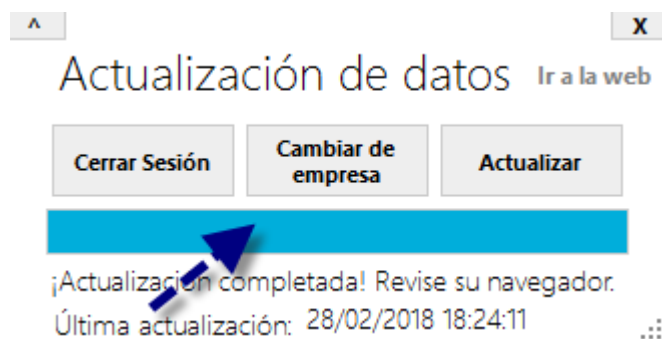 ^ X
Actualización de datos Ir a la web
Cerrar Sesión
Cambiar de
empresa
Actualizar
¡Actualización completada! Revise su navegador.
Última actualización: 28/02/2018 18:24:11